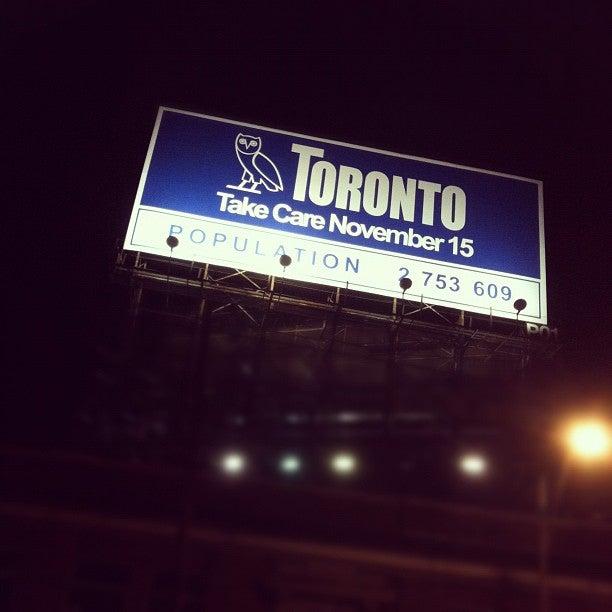 TORONTO
Take Care November 15
POPULATION 2 753 609